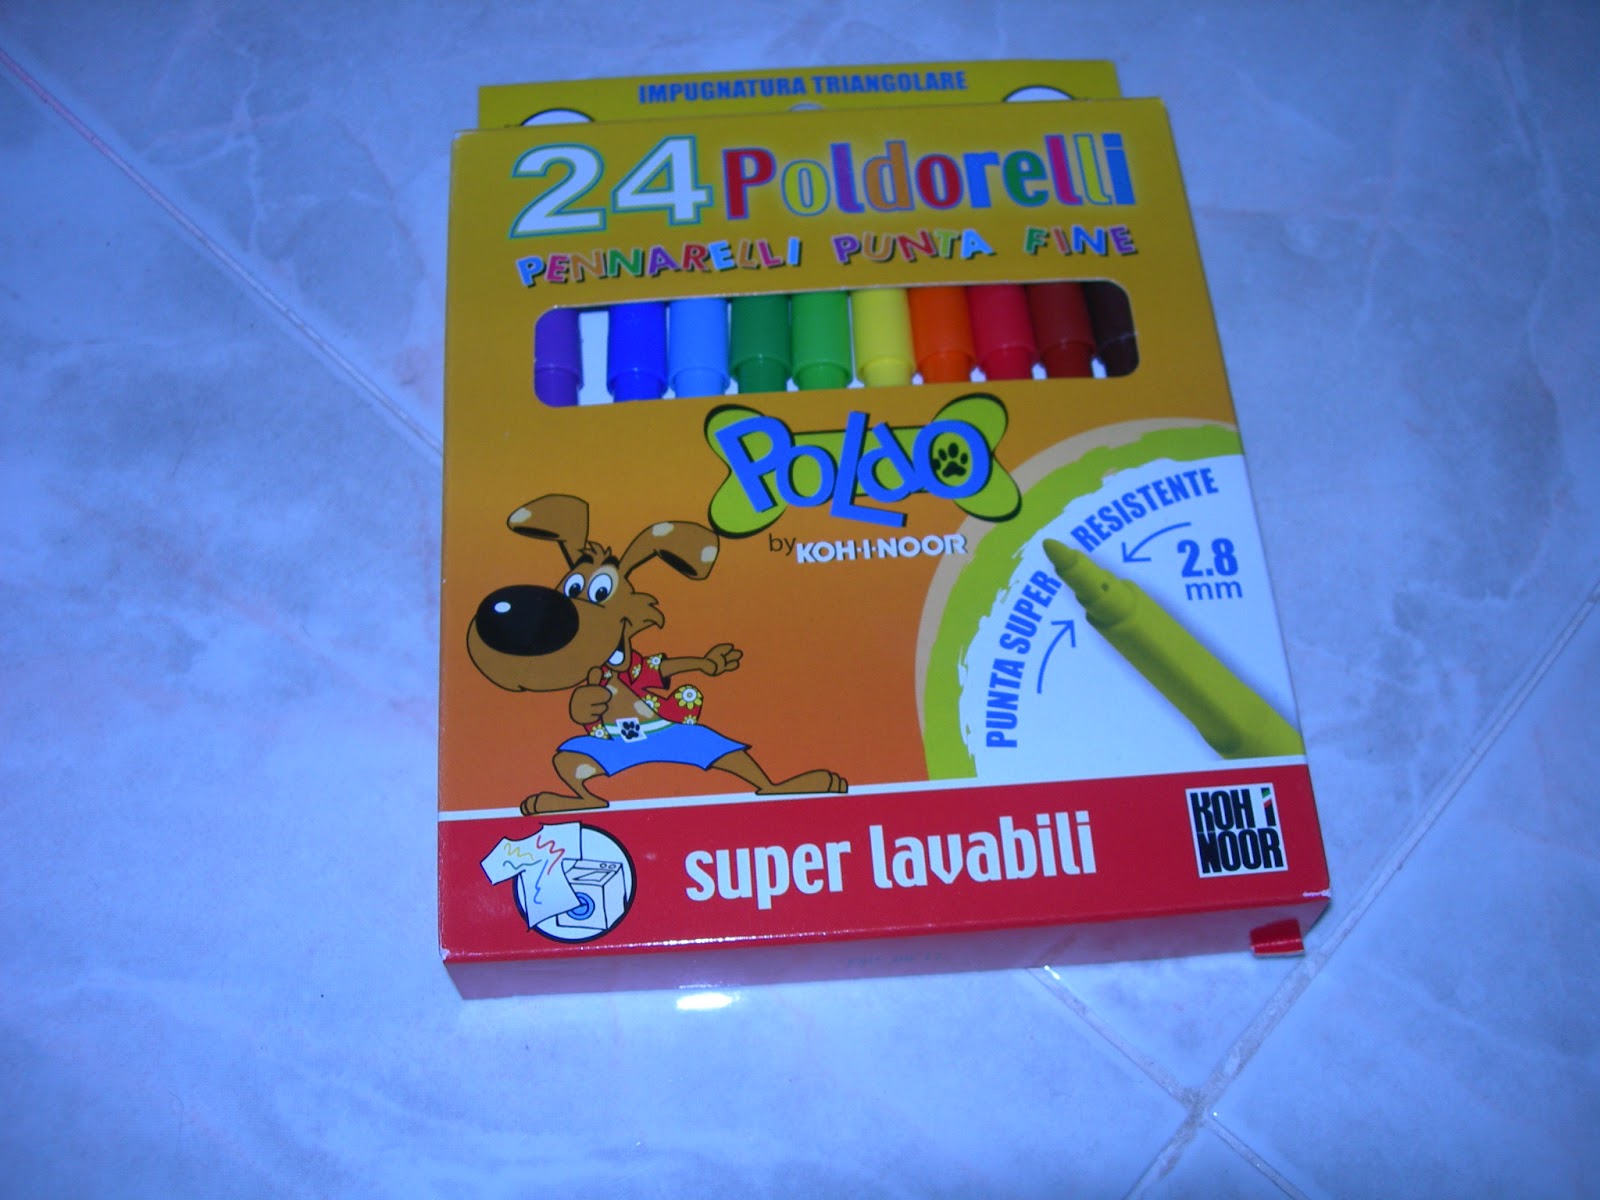 IMPUGNATURA TRIANGOLARE
24 Poldorelli
PENNARELLI PUNTA FINE
POLDO
by KOH-I-NOOR
PUNTA SUPER RESISTENTE
2.8
mm
super lavabili
KOH I
NOOR